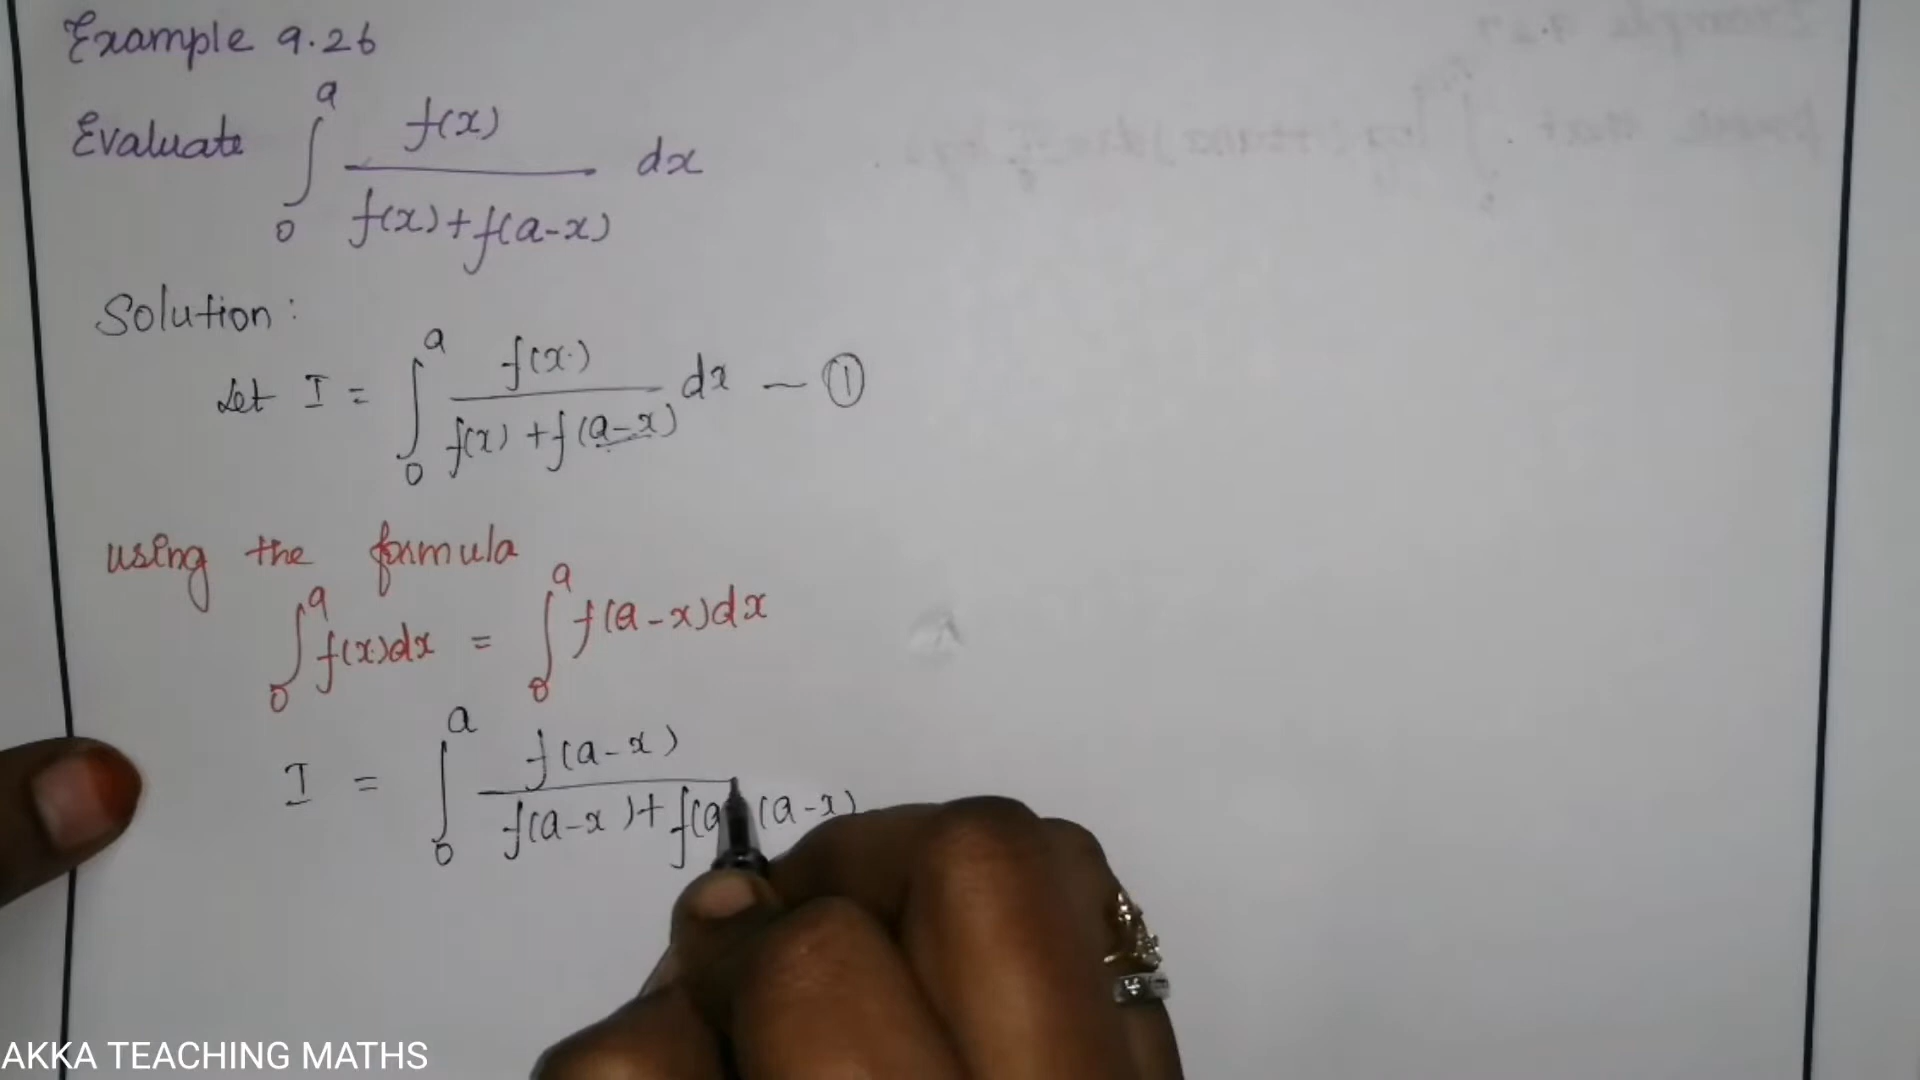 Example 9.26
Evaluate ∫₀ᵃ f(x) / f(x)+f(a-x) dx
Solution:
Let I = ∫₀ᵃ f(x) / f(x)+f(a-x) dx — ①
using the formula
∫₀ᵃ f(x)dx = ∫₀ᵃ f(a-x)dx
I = ∫₀ᵃ f(a-x) / f(a-x)+f(a (a-x)
AKKA TEACHING MATHS